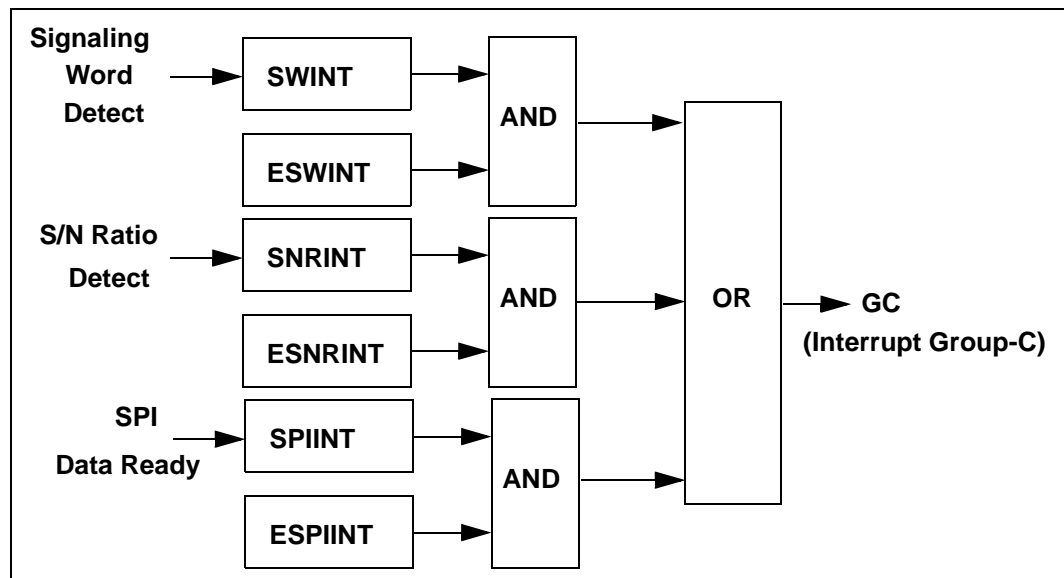 Signaling
Word
Detect
SWINT
ESWINT
AND
S/N Ratio
Detect
SNRINT
ESNRINT
AND
SPI
Data Ready
SPIINT
ESPIINT
AND
OR
GC
(Interrupt Group-C)